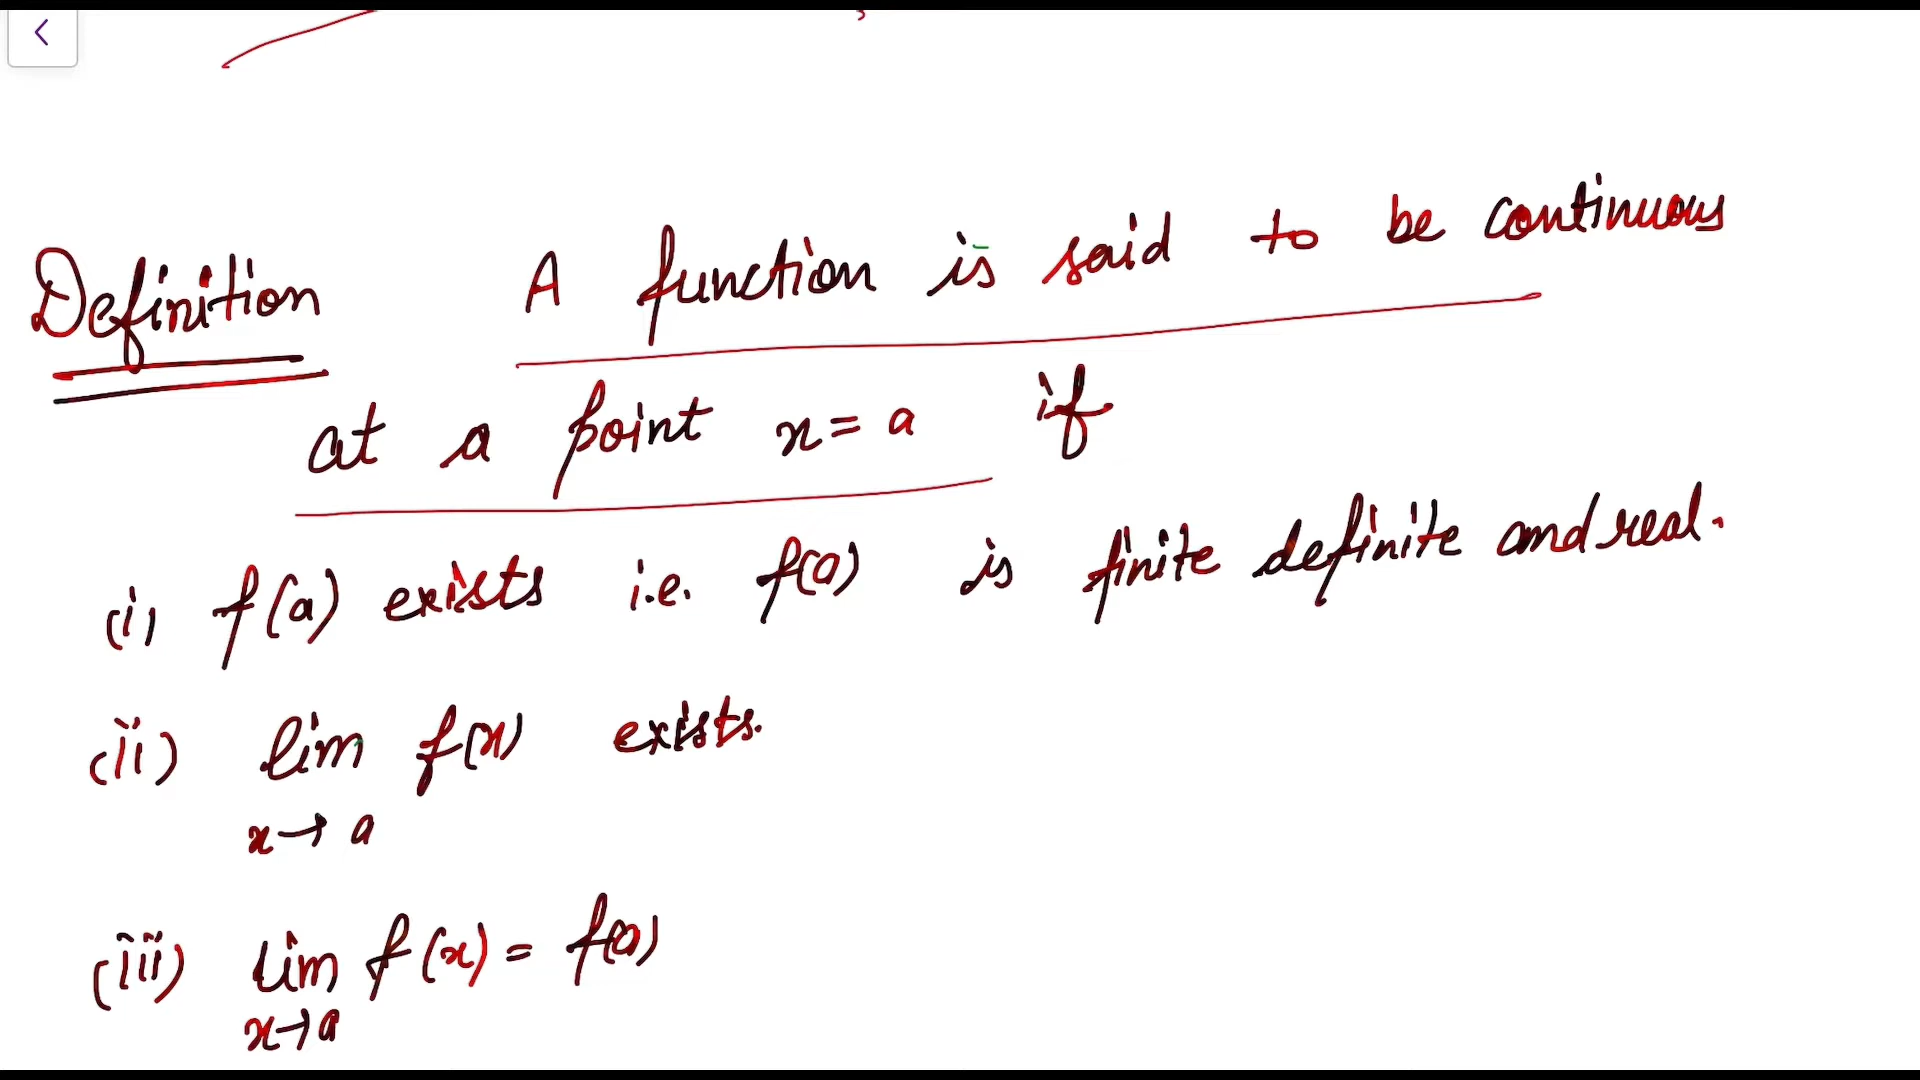 Definition A function is said to be continuous
at a point x = a if
(i) f(a) exists i.e. f(a) is finite definite and real.
(ii) lim f(x) exists.
x→a
(iii) lim f(x) = f(a)
x→a